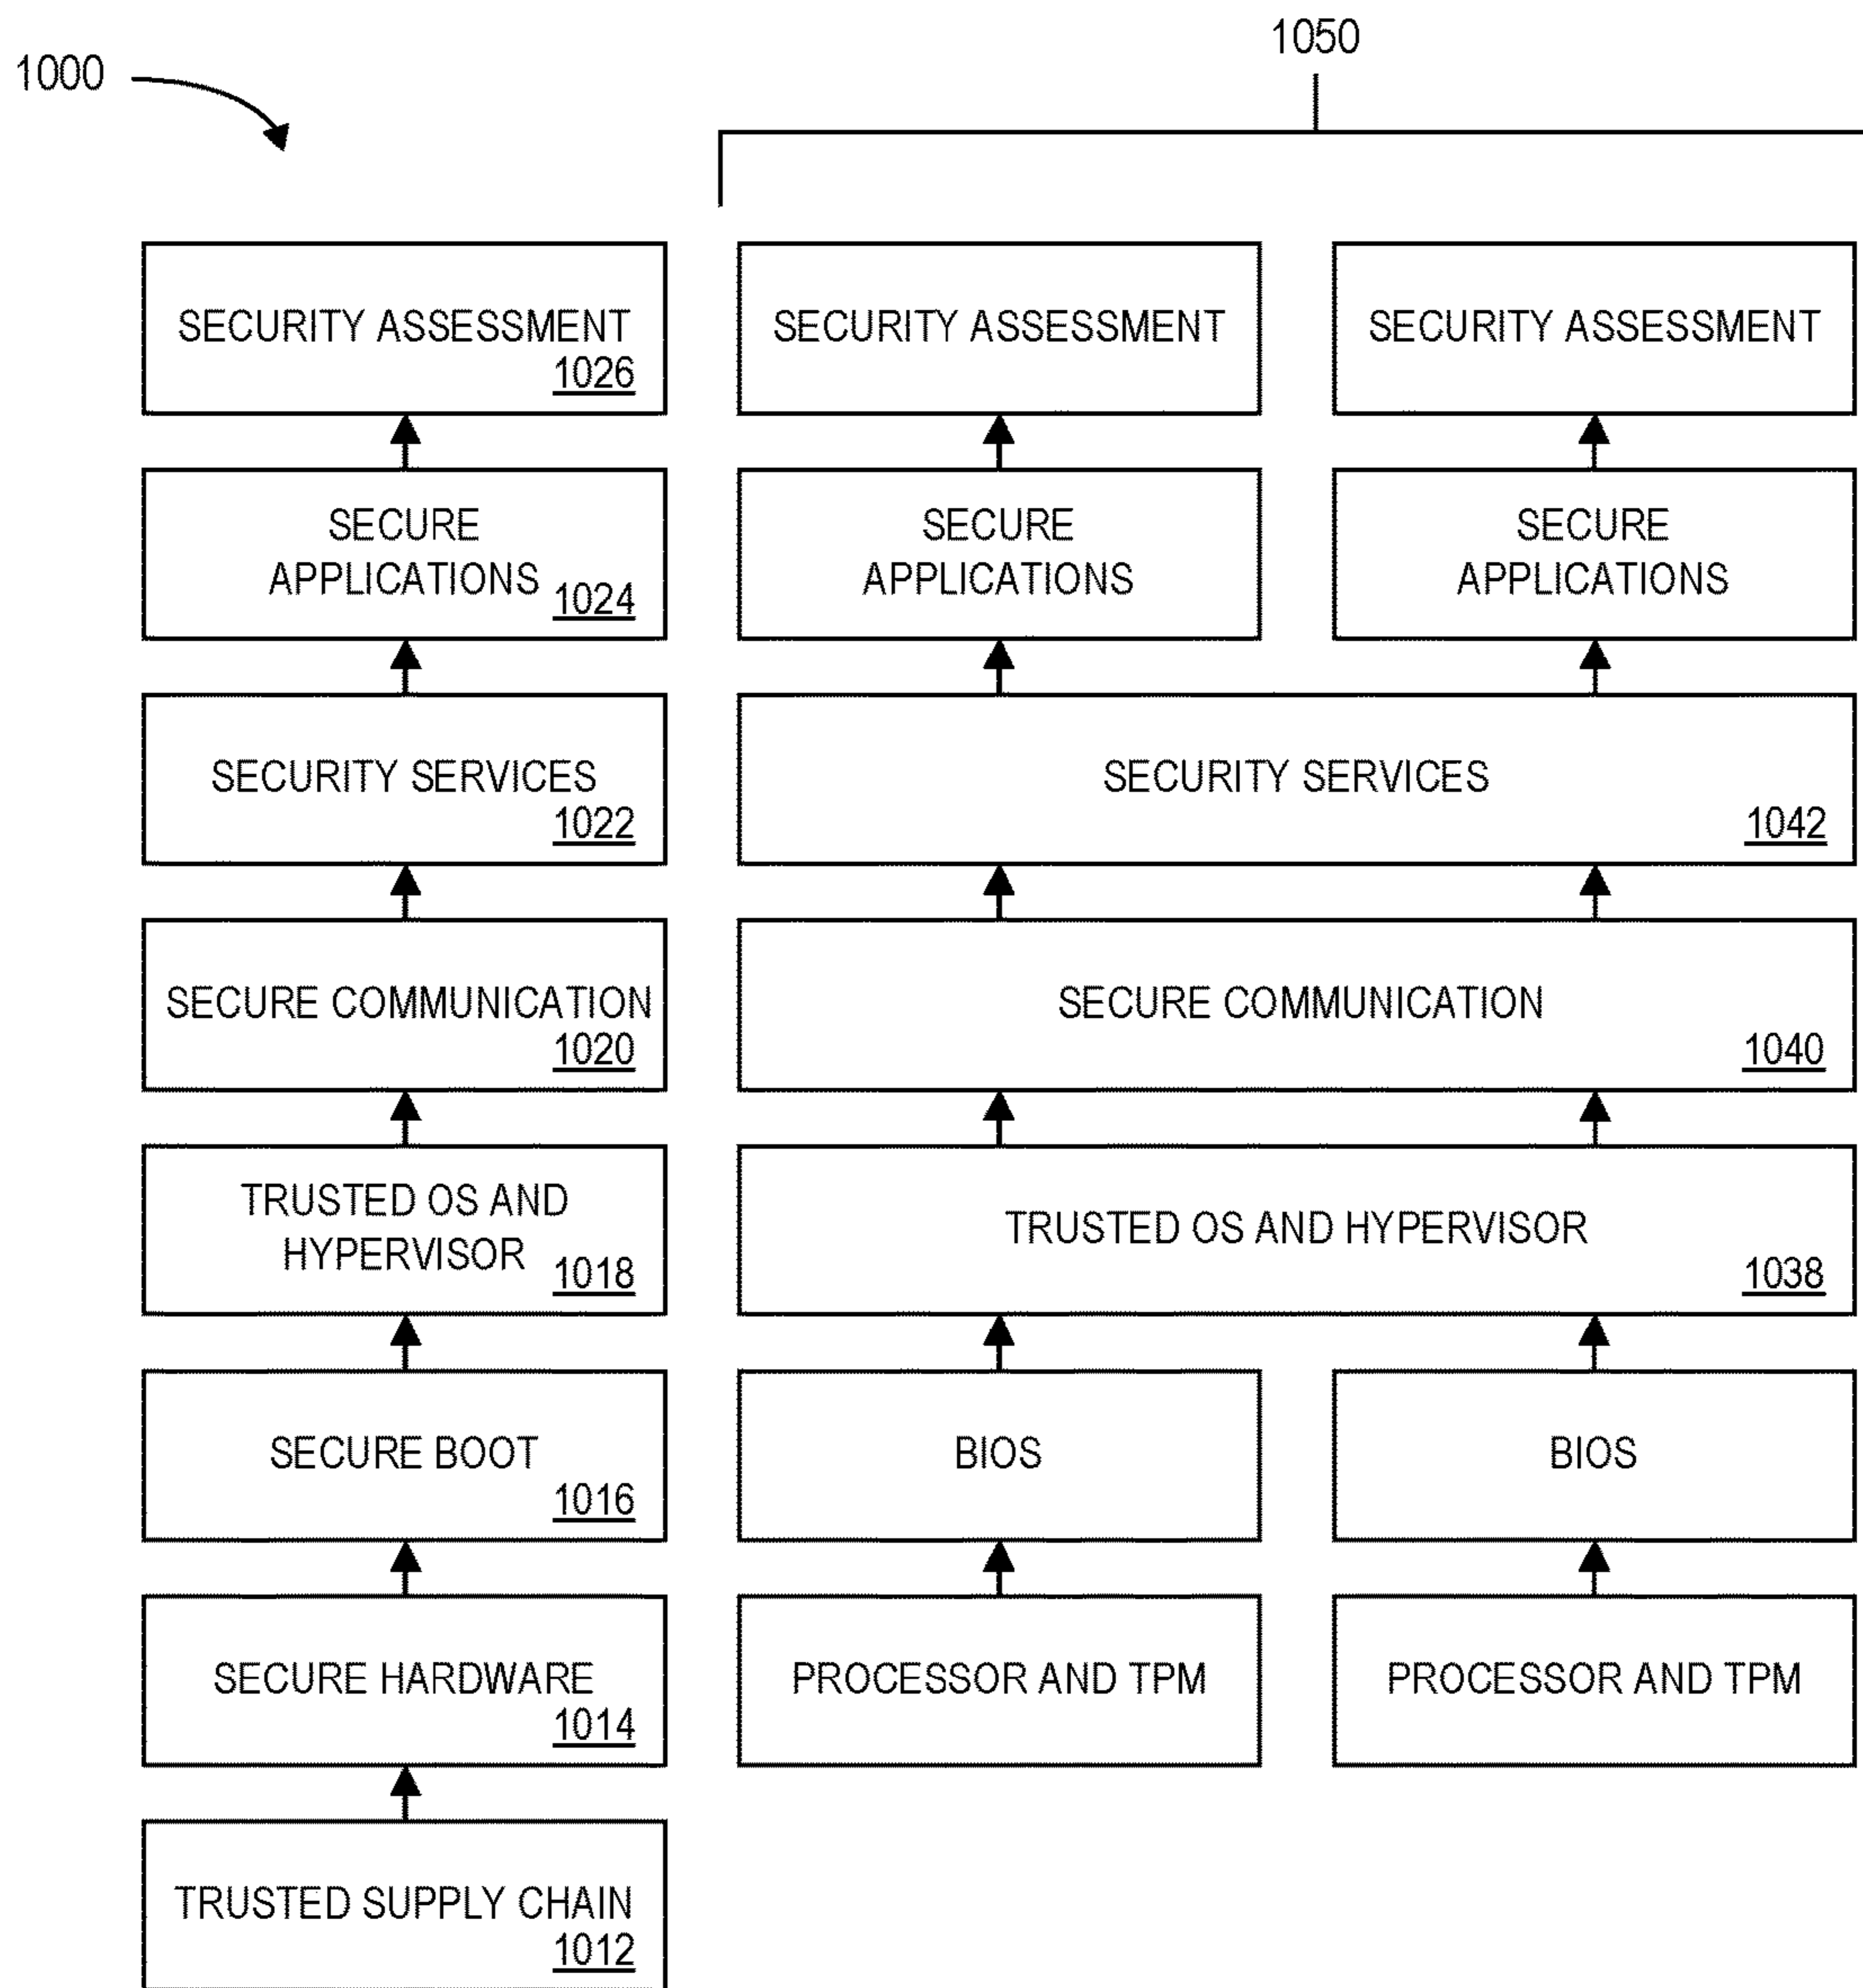 1000
1050
SECURITY ASSESSMENT
1026
SECURITY ASSESSMENT
SECURITY ASSESSMENT
SECURE
APPLICATIONS
1024
SECURE
APPLICATIONS
SECURE
APPLICATIONS
SECURITY SERVICES
1022
SECURITY SERVICES
1042
SECURE COMMUNICATION
1020
SECURE COMMUNICATION
1040
TRUSTED OS AND
HYPERVISOR
1018
TRUSTED OS AND HYPERVISOR
1038
SECURE BOOT
1016
BIOS
BIOS
SECURE HARDWARE
1014
PROCESSOR AND TPM
PROCESSOR AND TPM
TRUSTED SUPPLY CHAIN
1012